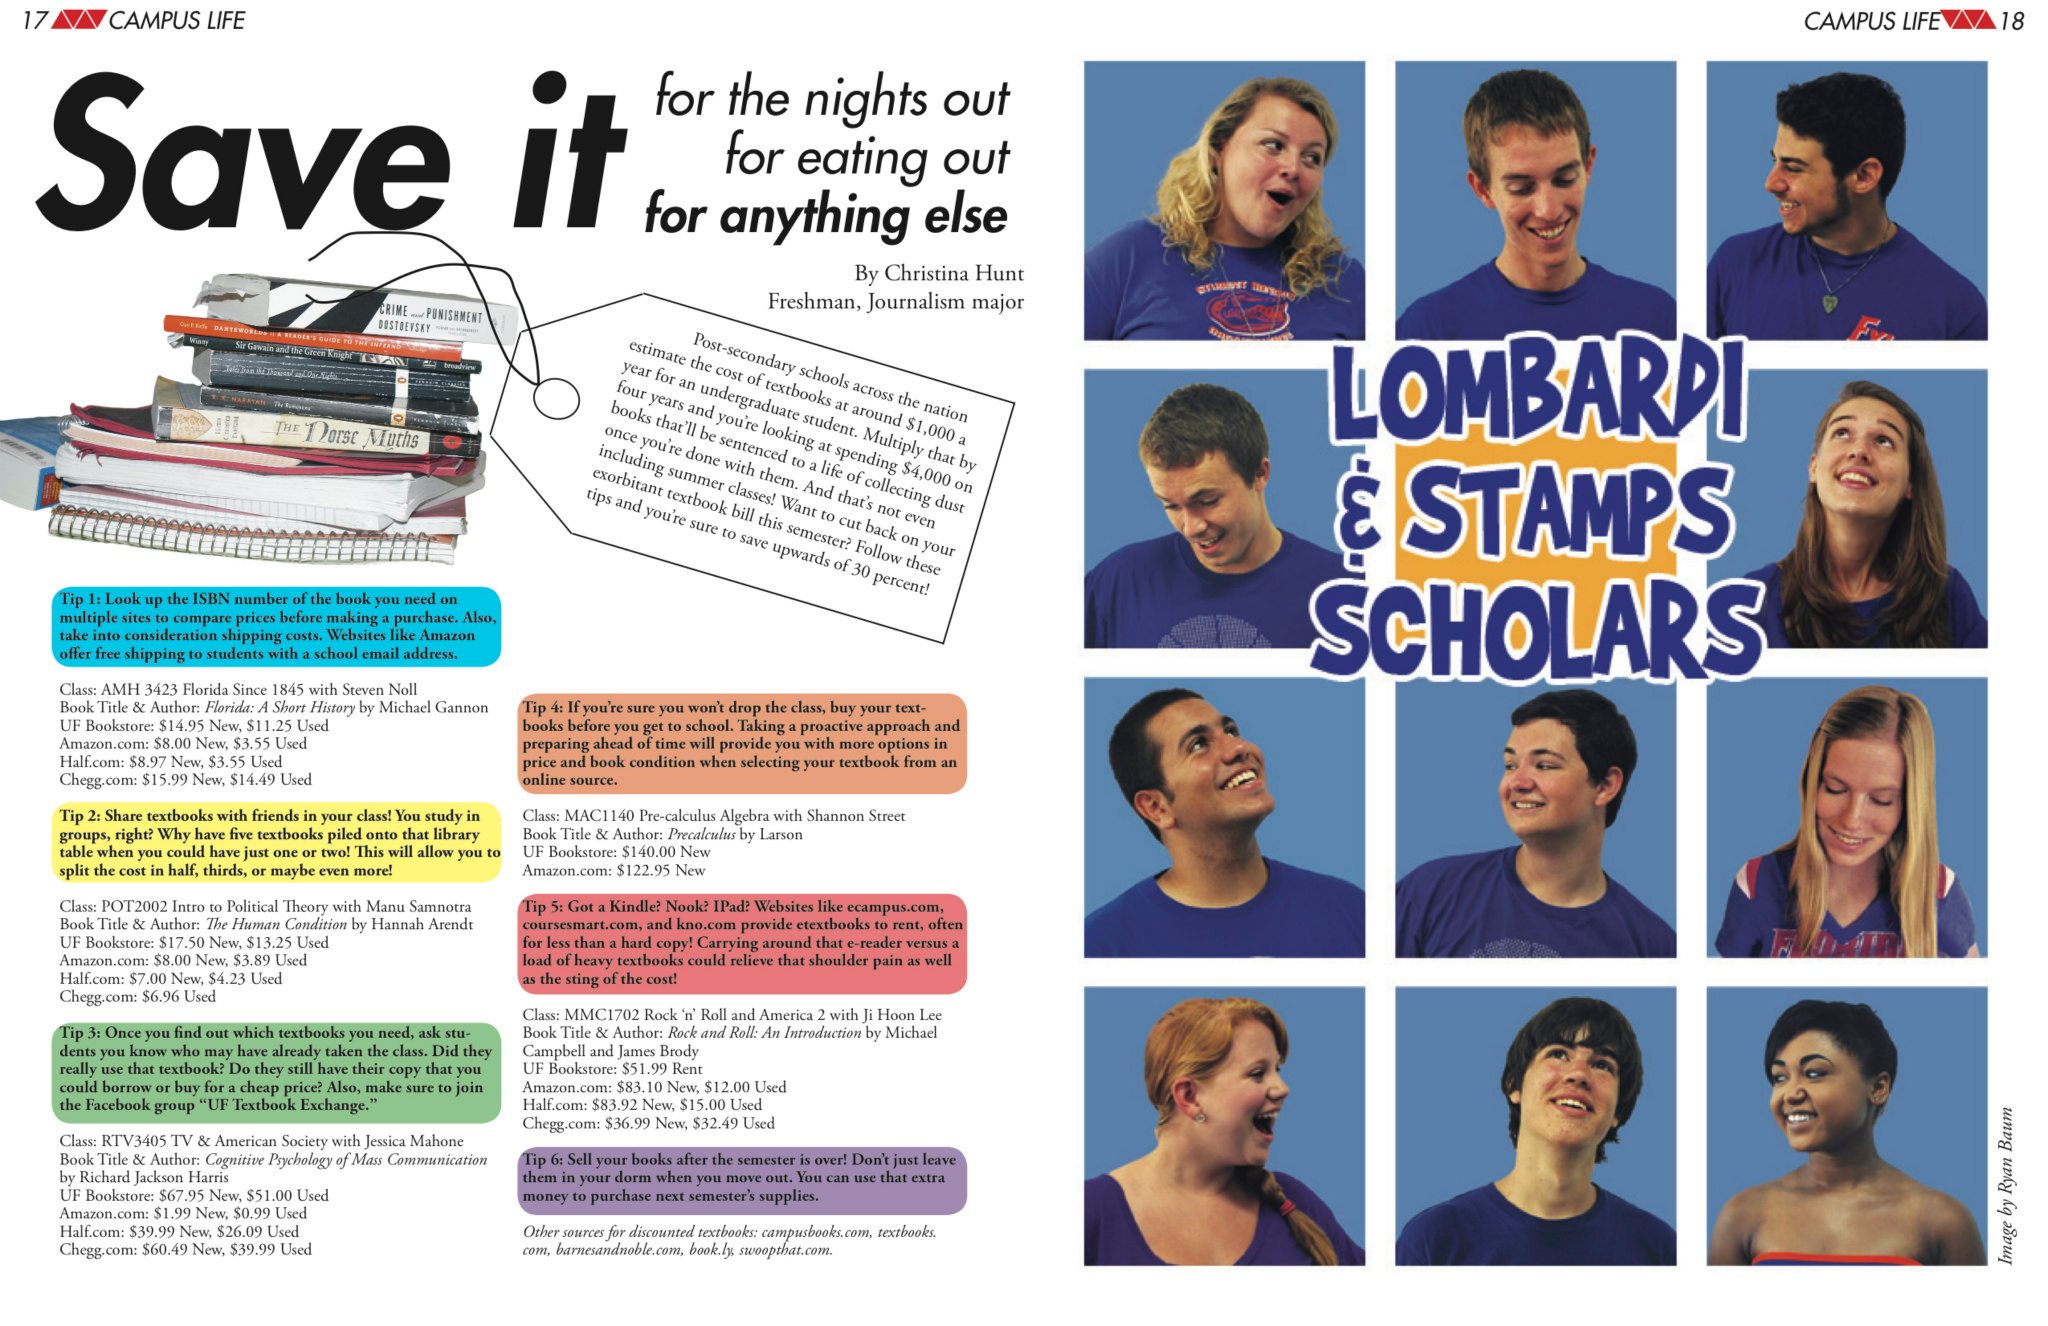 17 CAMPUS LIFE
CAMPUS LIFE 18
Save it
for the nights out
for eating out
for anything else
By Christina Hunt
Freshman, Journalism major
CRIME and PUNISHMENT
DOSTOEVSKY
DANTEWORLDS A READER'S GUIDE TO THE INFERNO
Winny Sir Gawain and the Green Knight broadview
Tales from the Thousand and One Nights
R. K. NARAYAN The Ramayana
THE Norse Myths
Post-secondary schools across the nation
estimate the cost of textbooks at around $1,000 a
year for an undergraduate student. Multiply that by
four years and you're looking at spending $4,000 on
books that'll be sentenced to a life of collecting dust
once you're done with them. And that's not even
including summer classes! Want to cut back on your
exorbitant textbook bill this semester? Follow these
tips and you're sure to save upwards of 30 percent!
Tip 1: Look up the ISBN number of the book you need on
multiple sites to compare prices before making a purchase. Also,
take into consideration shipping costs. Websites like Amazon
offer free shipping to students with a school email address.
Class: AMH 3423 Florida Since 1845 with Steven Noll
Book Title & Author: Florida: A Short History by Michael Gannon
UF Bookstore: $14.95 New, $11.25 Used
Amazon.com: $8.00 New, $3.55 Used
Half.com: $8.97 New, $3.55 Used
Chegg.com: $15.99 New, $14.49 Used
Tip 2: Share textbooks with friends in your class! You study in
groups, right? Why have five textbooks piled onto that library
table when you could have just one or two! This will allow you to
split the cost in half, thirds, or maybe even more!
Class: POT2002 Intro to Political Theory with Manu Samnotra
Book Title & Author: The Human Condition by Hannah Arendt
UF Bookstore: $17.50 New, $13.25 Used
Amazon.com: $8.00 New, $3.89 Used
Half.com: $7.00 New, $4.23 Used
Chegg.com: $6.96 Used
Tip 3: Once you find out which textbooks you need, ask stu-
dents you know who may have already taken the class. Did they
really use that textbook? Do they still have their copy that you
could borrow or buy for a cheap price? Also, make sure to join
the Facebook group “UF Textbook Exchange.”
Class: RTV3405 TV & American Society with Jessica Mahone
Book Title & Author: Cognitive Psychology of Mass Communication
by Richard Jackson Harris
UF Bookstore: $67.95 New, $51.00 Used
Amazon.com: $1.99 New, $0.99 Used
Half.com: $39.99 New, $26.09 Used
Chegg.com: $60.49 New, $39.99 Used
Tip 4: If you're sure you won't drop the class, buy your text-
books before you get to school. Taking a proactive approach and
preparing ahead of time will provide you with more options in
price and book condition when selecting your textbook from an
online source.
Class: MAC1140 Pre-calculus Algebra with Shannon Street
Book Title & Author: Precalculus by Larson
UF Bookstore: $140.00 New
Amazon.com: $122.95 New
Tip 5: Got a Kindle? Nook? IPad? Websites like ecampus.com,
coursesmart.com, and kno.com provide etextbooks to rent, often
for less than a hard copy! Carrying around that e-reader versus a
load of heavy textbooks could relieve that shoulder pain as well
as the sting of the cost!
Class: MMC1702 Rock ‘n’ Roll and America 2 with Ji Hoon Lee
Book Title & Author: Rock and Roll: An Introduction by Michael
Campbell and James Brody
UF Bookstore: $51.99 Rent
Amazon.com: $83.10 New, $12.00 Used
Half.com: $83.92 New, $15.00 Used
Chegg.com: $36.99 New, $32.49 Used
Tip 6: Sell your books after the semester is over! Don't just leave
them in your dorm when you move out. You can use that extra
money to purchase next semester's supplies.
Other sources for discounted textbooks: campusbooks.com, textbooks.
com, barnesandnoble.com, book.ly, swoopthat.com.
LOMBARDI
& STAMPS
SCHOLARS
STUDENT
FLORIDA
Image by Ryan Baum